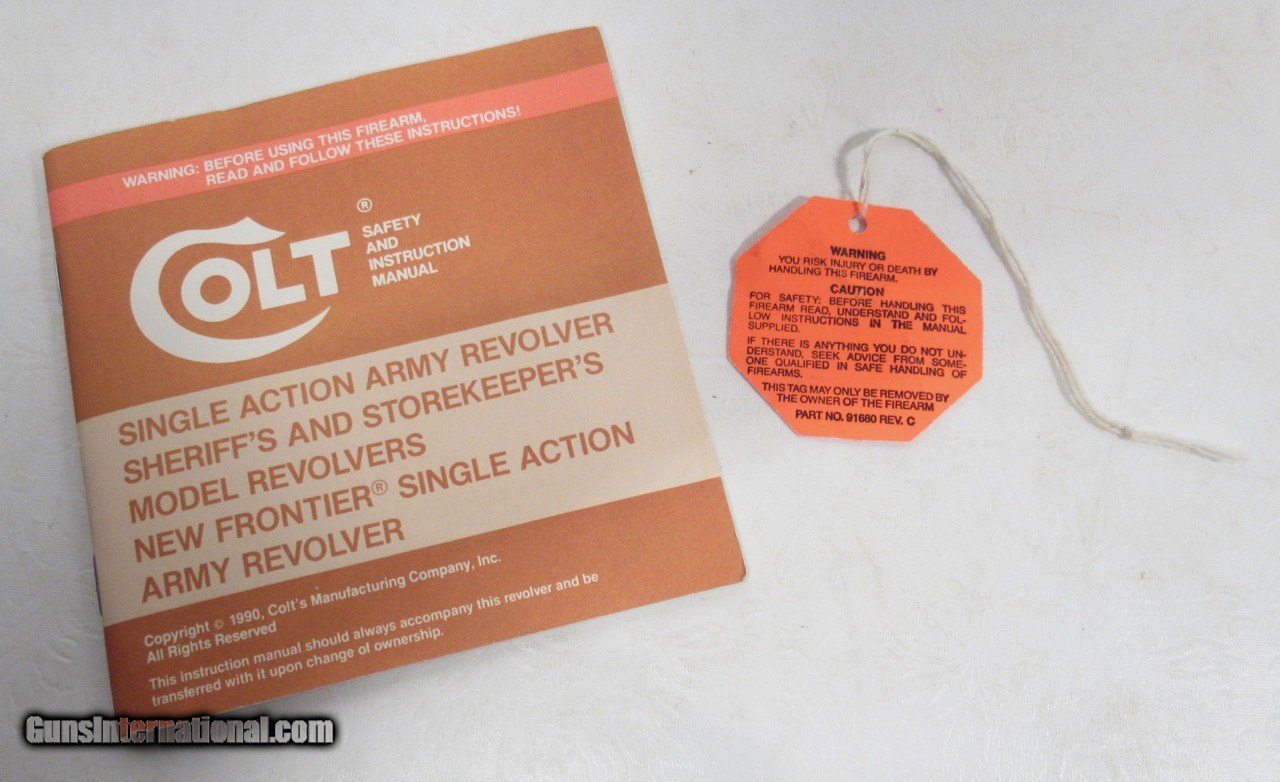 WARNING: BEFORE USING THIS FIREARM,
READ AND FOLLOW THESE INSTRUCTIONS!
COLT®
SAFETY
AND
INSTRUCTION
MANUAL
SINGLE ACTION ARMY REVOLVER
SHERIFF'S AND STOREKEEPER'S
MODEL REVOLVERS
NEW FRONTIER® SINGLE ACTION
ARMY REVOLVER
Copyright © 1990, Colt's Manufacturing Company, Inc.
All Rights Reserved
This instruction manual should always accompany this revolver and be
transferred with it upon change of ownership.
WARNING
YOU RISK INJURY OR DEATH BY
HANDLING THIS FIREARM.
CAUTION
FOR SAFETY: BEFORE HANDLING THIS
FIREARM READ, UNDERSTAND AND FOL-
LOW INSTRUCTIONS IN THE MANUAL
SUPPLIED.
IF THERE IS ANYTHING YOU DO NOT UN-
DERSTAND, SEEK ADVICE FROM SOME-
ONE QUALIFIED IN SAFE HANDLING OF
FIREARMS.
THIS TAG MAY ONLY BE REMOVED BY
THE OWNER OF THE FIREARM
PART NO. 91680 REV. C
GunsInternational.com